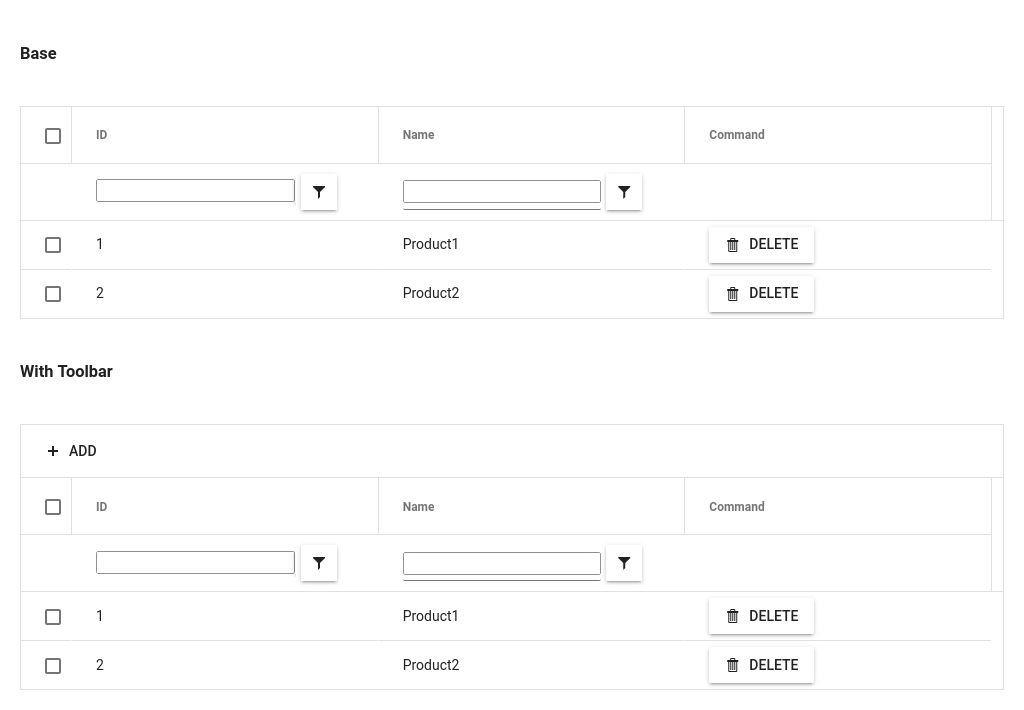 Base
ID Name Command
1 Product1 DELETE
2 Product2 DELETE
With Toolbar
ADD
ID Name Command
1 Product1 DELETE
2 Product2 DELETE